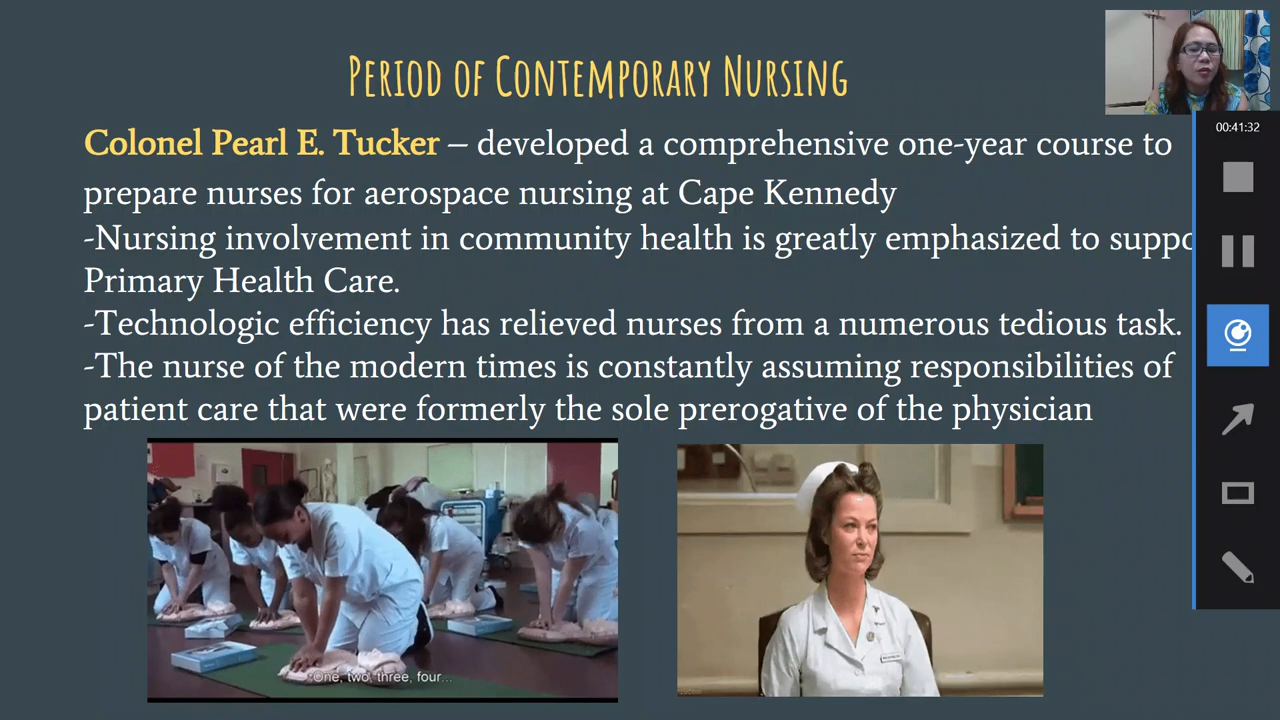 Period of Contemporary Nursing
00:41:32
Colonel Pearl E. Tucker – developed a comprehensive one-year course to
prepare nurses for aerospace nursing at Cape Kennedy
-Nursing involvement in community health is greatly emphasized to suppo
Primary Health Care.
-Technologic efficiency has relieved nurses from a numerous tedious task.
-The nurse of the modern times is constantly assuming responsibilities of
patient care that were formerly the sole prerogative of the physician
"One, two, three, four...